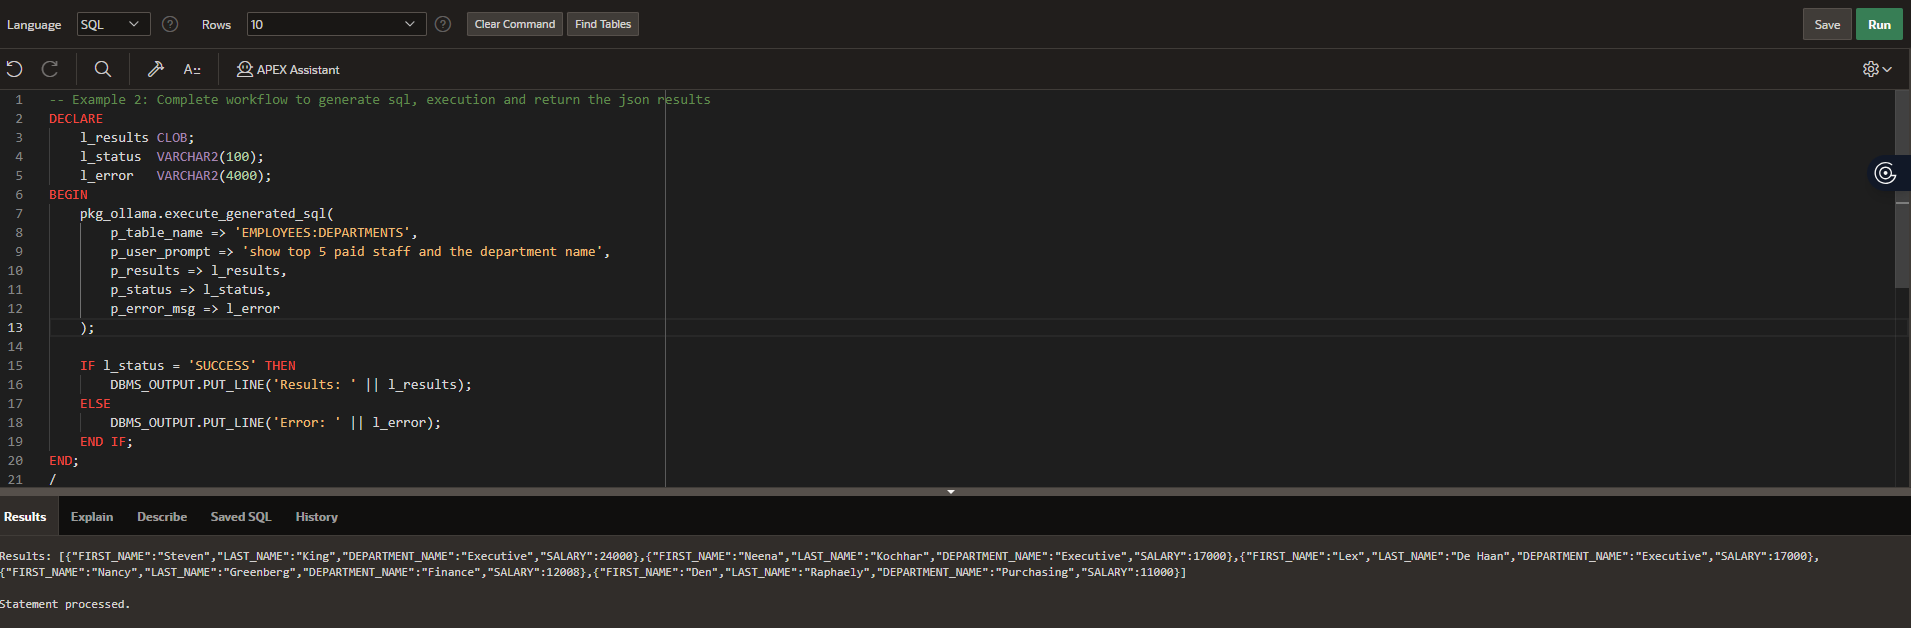 Language SQL Rows 10 Clear Command Find Tables Save Run
A:: APEX Assistant
1 -- Example 2: Complete workflow to generate sql, execution and return the json results
2 DECLARE
3 l_results CLOB;
4 l_status VARCHAR2(100);
5 l_error VARCHAR2(4000);
6 BEGIN
7 pkg_ollama.execute_generated_sql(
8 p_table_name => 'EMPLOYEES:DEPARTMENTS',
9 p_user_prompt => 'show top 5 paid staff and the department name',
10 p_results => l_results,
11 p_status => l_status,
12 p_error_msg => l_error
13 );
14
15 IF l_status = 'SUCCESS' THEN
16 DBMS_OUTPUT.PUT_LINE('Results: ' || l_results);
17 ELSE
18 DBMS_OUTPUT.PUT_LINE('Error: ' || l_error);
19 END IF;
20 END;
21 /
Results Explain Describe Saved SQL History
Results: [{"FIRST_NAME":"Steven","LAST_NAME":"King","DEPARTMENT_NAME":"Executive","SALARY":24000},{"FIRST_NAME":"Neena","LAST_NAME":"Kochhar","DEPARTMENT_NAME":"Executive","SALARY":17000},{"FIRST_NAME":"Lex","LAST_NAME":"De Haan","DEPARTMENT_NAME":"Executive","SALARY":17000},
{"FIRST_NAME":"Nancy","LAST_NAME":"Greenberg","DEPARTMENT_NAME":"Finance","SALARY":12008},{"FIRST_NAME":"Den","LAST_NAME":"Raphaely","DEPARTMENT_NAME":"Purchasing","SALARY":11000}]
Statement processed.